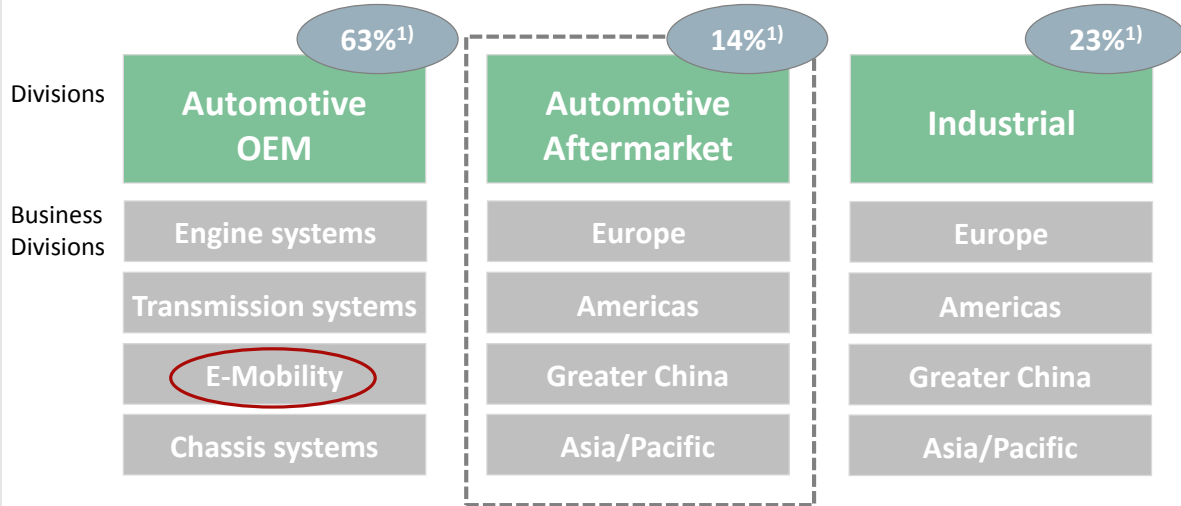 63%1)
14%1)
23%1)
Divisions
Automotive
OEM
Automotive
Aftermarket
Industrial
Business
Divisions
Engine systems
Europe
Europe
Transmission systems
Americas
Americas
E-Mobility
Greater China
Greater China
Chassis systems
Asia/Pacific
Asia/Pacific